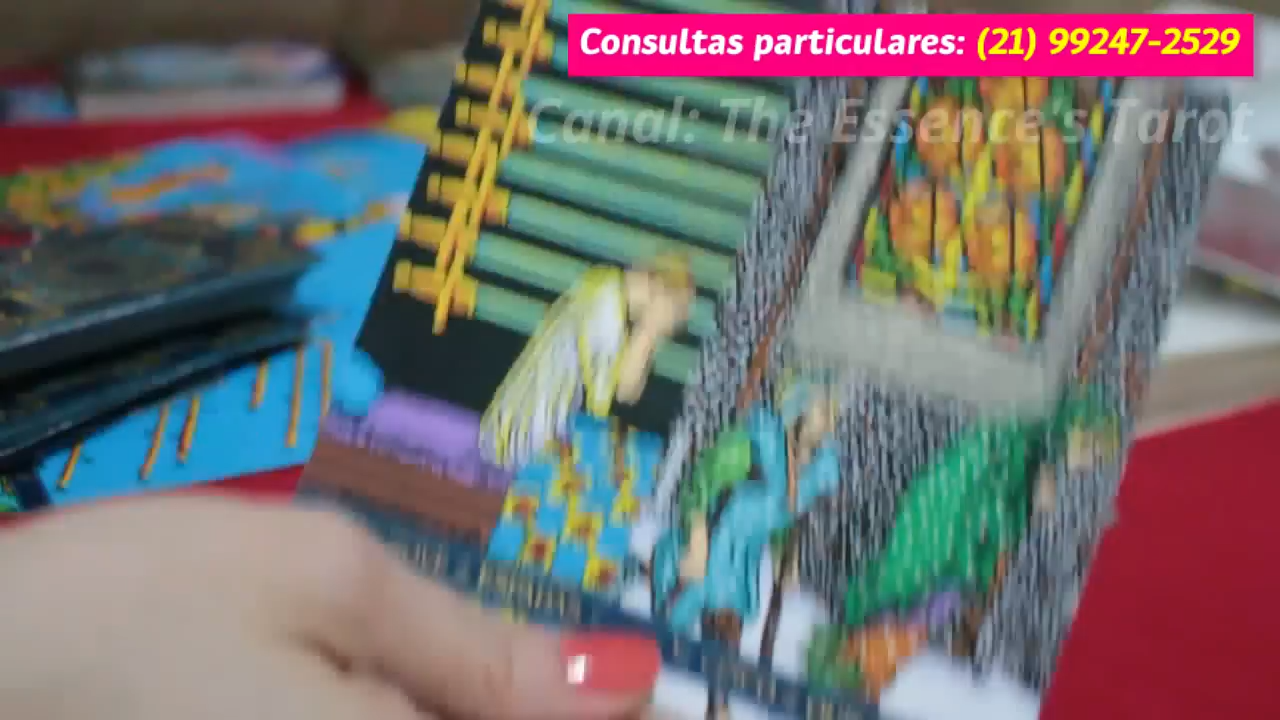 Consultas particulares: (21) 99247-2529
Canal: The Essence's Tarot